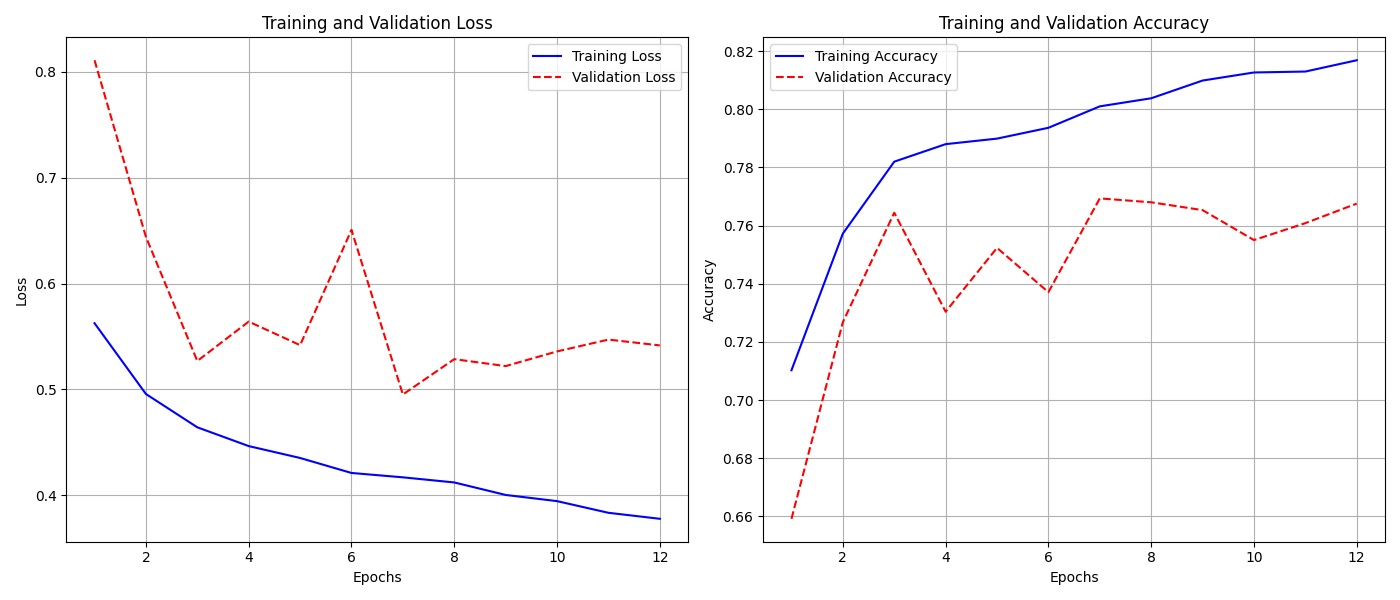 Training and Validation Loss
Training Loss
Validation Loss
0.8
0.7
0.6
0.5
0.4
Loss
2 4 6 8 10 12
Epochs
Training and Validation Accuracy
Training Accuracy
Validation Accuracy
0.82
0.80
0.78
0.76
0.74
0.72
0.70
0.68
0.66
Accuracy
2 4 6 8 10 12
Epochs